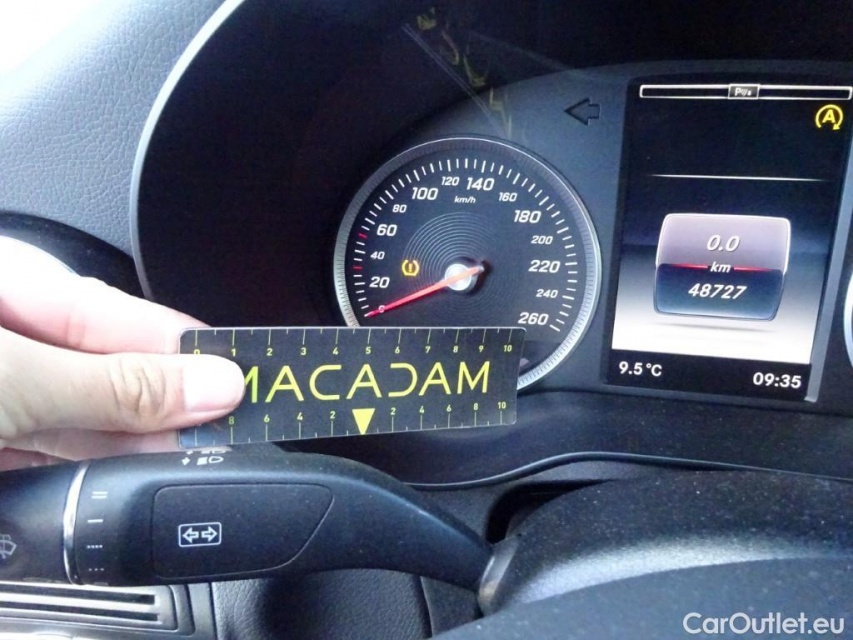 P
A
120 140
100 160
km/h
80 180
60 200
40 220
20 240
0 260
0.0
km
48727
9.5°C 09:35
0 1 2 3 4 5 6 7 8 9 10
MACADAM
8 6 4 2 2 4 6 8 10
CarOutlet.eu